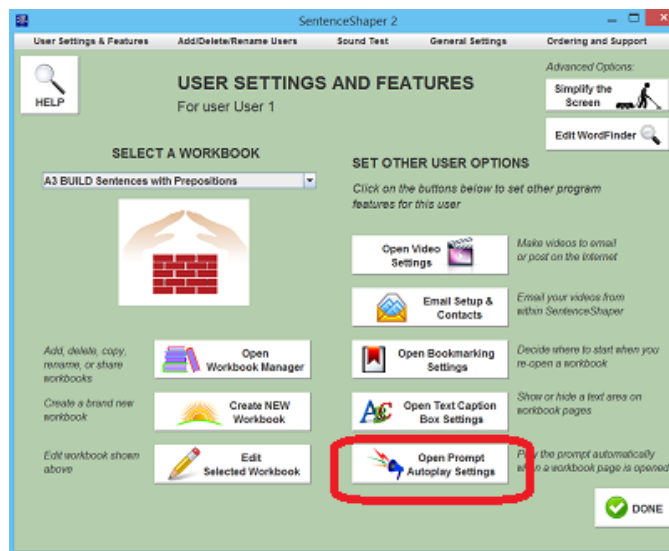 SentenceShaper 2
User Settings & Features Add/Delete/Rename Users Sound Test General Settings Ordering and Support
HELP
USER SETTINGS AND FEATURES
For user User 1
Advanced Options:
Simplify the
Screen
Edit WordFinder
SELECT A WORKBOOK
A3 BUILD Sentences with Prepositions
SET OTHER USER OPTIONS
Click on the buttons below to set other program
features for this user
Open Video
Settings
Make videos to email
or post on the Internet
Email Setup &
Contacts
Email your videos from
within SentenceShaper
Add, delete, copy,
rename, or share
workbooks
Open
Workbook Manager
Open Bookmarking
Settings
Decide where to start when you
re-open a workbook
Create a brand new
workbook
Create NEW
Workbook
ABC
Open Text Caption
Box Settings
Show or hide a text area on
workbook pages
Edit workbook shown
above
Edit
Selected Workbook
Open Prompt
Autoplay Settings
Play the prompt automatically
when a workbook page is opened
DONE